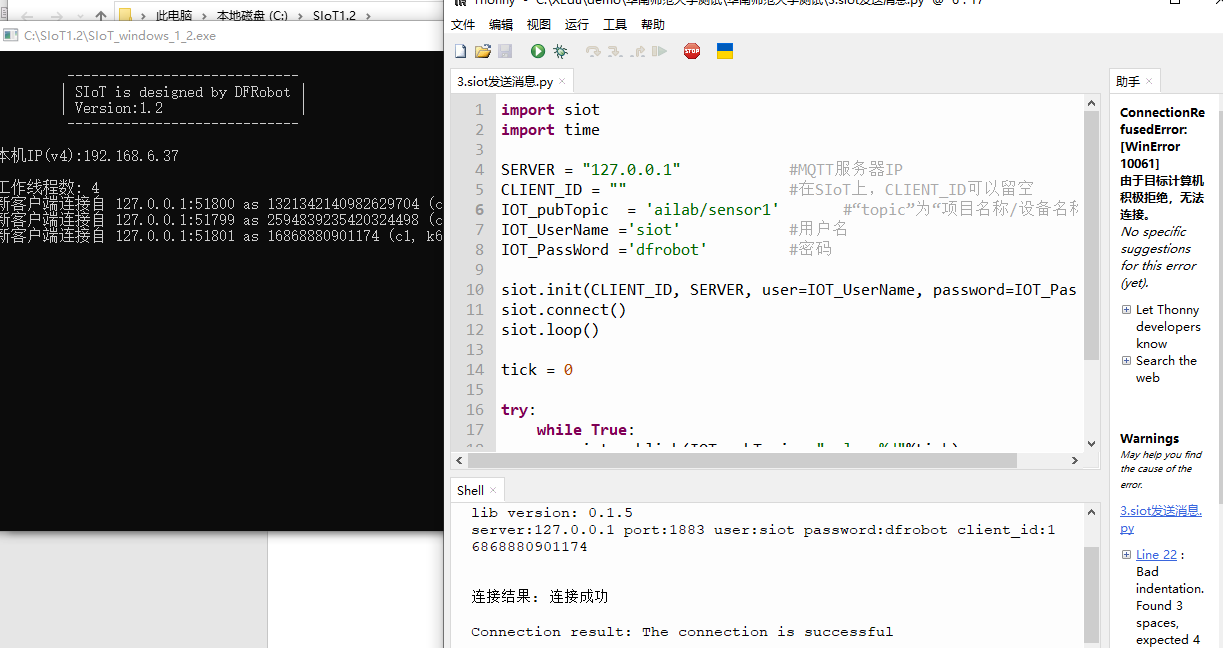 此电脑 › 本地磁盘 (C:) › SIoT1.2 ›
C:\SIoT1.2\SIoT_windows_1_2.exe
SIoT is designed by DFRobot
Version:1.2
本机IP(v4):192.168.6.37
工作线程数: 4
新客户端连接自 127.0.0.1:51800 as 1321342140982629704 (c
新客户端连接自 127.0.0.1:51799 as 2594839235420324498 (c
新客户端连接自 127.0.0.1:51801 as 16868880901174 (c1, k6
文件 编辑 视图 运行 工具 帮助
STOP
3.siot发送消息.py ×
1 import siot
2 import time
3
4 SERVER = "127.0.0.1" #MQTT服务器IP
5 CLIENT_ID = "" #在SIoT上，CLIENT_ID可以留空
6 IOT_pubTopic = 'ailab/sensor1' #“topic”为“项目名称/设备名称
7 IOT_UserName ='siot' #用户名
8 IOT_PassWord ='dfrobot' #密码
9
10 siot.init(CLIENT_ID, SERVER, user=IOT_UserName, password=IOT_Pas
11 siot.connect()
12 siot.loop()
13
14 tick = 0
15
16 try:
17 while True:
Shell ×
lib version: 0.1.5
server:127.0.0.1 port:1883 user:siot password:dfrobot client_id:1
6868880901174
连接结果: 连接成功
Connection result: The connection is successful
助手 ×
ConnectionRe
fusedError:
[WinError
10061]
由于目标计算机
积极拒绝，无法
连接。
No specific
suggestions
for this error
(yet).
Let Thonny
developers
know
Search the
web
Warnings
May help you find
the cause of the
error.
3.siot发送消息.
py
Line 22 :
Bad
indentation.
Found 3
spaces,
expected 4